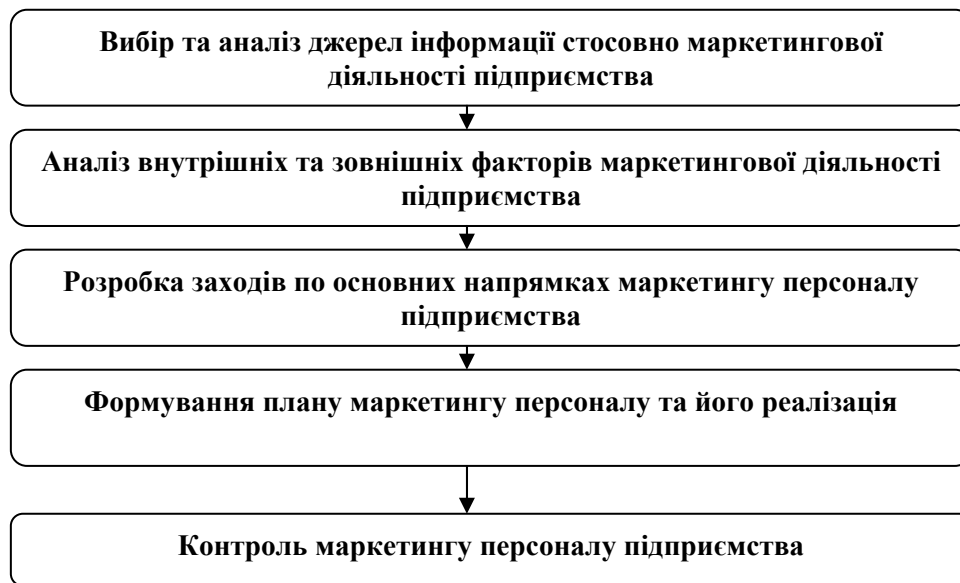 Вибір та аналіз джерел інформації стосовно маркетингової
діяльності підприємства
Аналіз внутрішніх та зовнішніх факторів маркетингової діяльності
підприємства
Розробка заходів по основних напрямках маркетингу персоналу
підприємства
Формування плану маркетингу персоналу та його реалізація
Контроль маркетингу персоналу підприємства